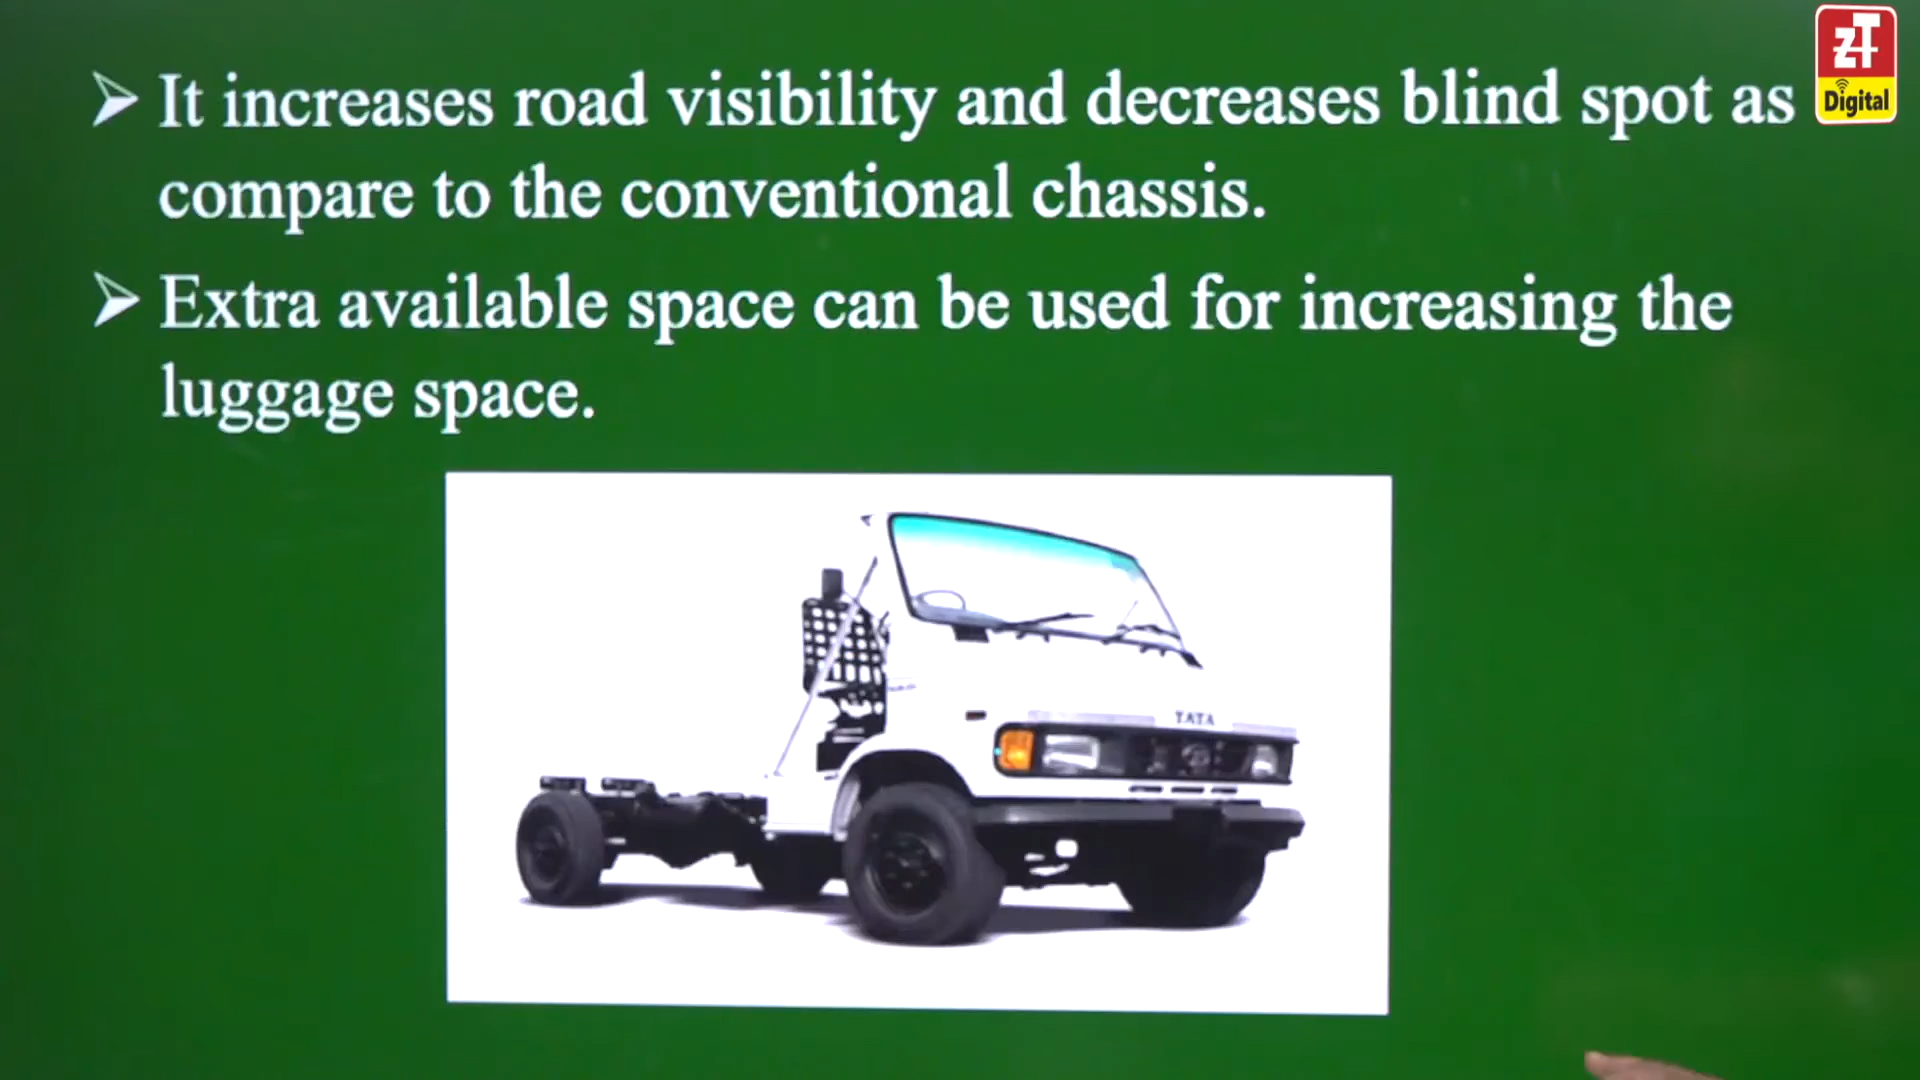 It increases road visibility and decreases blind spot as
compare to the conventional chassis.
Extra available space can be used for increasing the
luggage space.
TATA
ZT
Digital